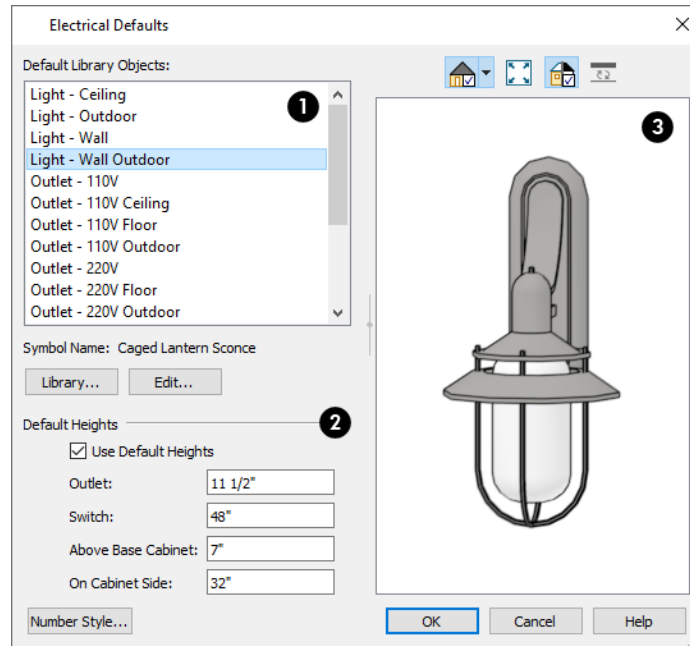 Electrical Defaults
Default Library Objects:
Light - Ceiling
Light - Outdoor
Light - Wall
Light - Wall Outdoor
Outlet - 110V
Outlet - 110V Ceiling
Outlet - 110V Floor
Outlet - 110V Outdoor
Outlet - 220V
Outlet - 220V Floor
Outlet - 220V Outdoor
1
Symbol Name: Caged Lantern Sconce
Library... Edit...
Default Heights
2
Use Default Heights
Outlet: 11 1/2"
Switch: 48"
Above Base Cabinet: 7"
On Cabinet Side: 32"
Number Style...
3
OK Cancel Help